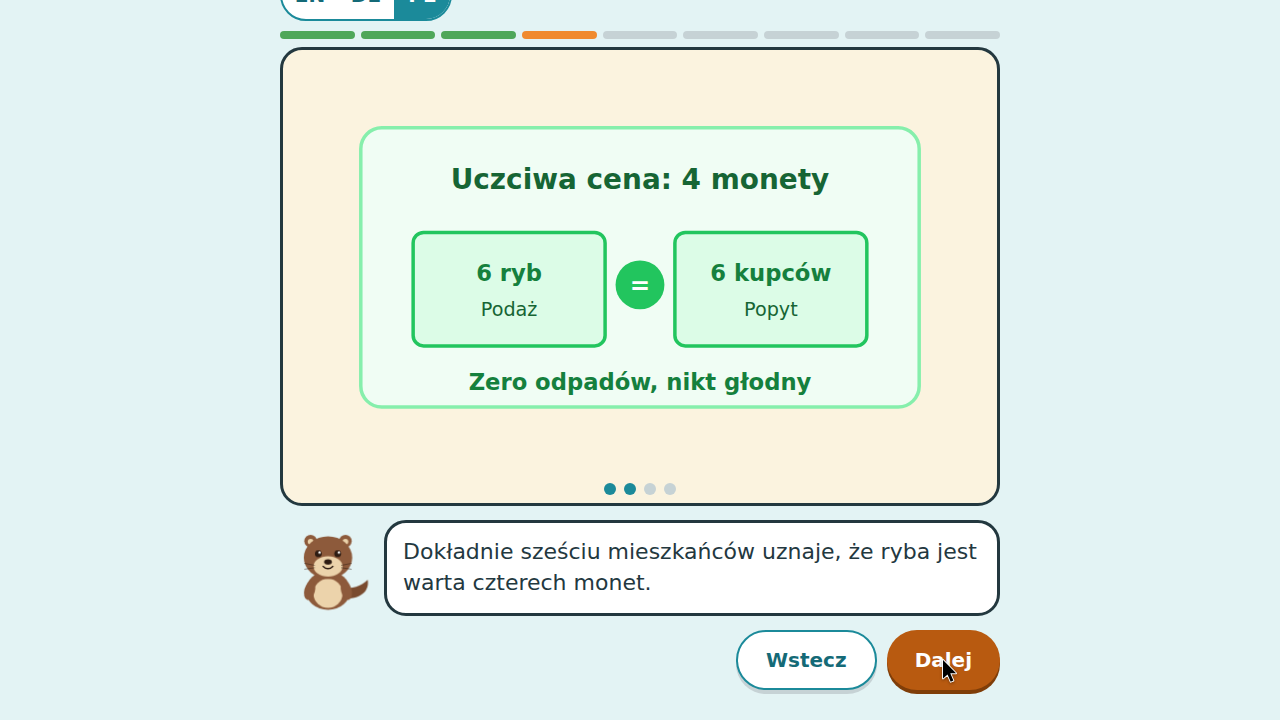 Uczciwa cena: 4 monety
6 ryb
Podaż
=
6 kupców
Popyt
Zero odpadów, nikt głodny
Dokładnie sześciu mieszkańców uznaje, że ryba jest
warta czterech monet.
Wstecz
Dalej